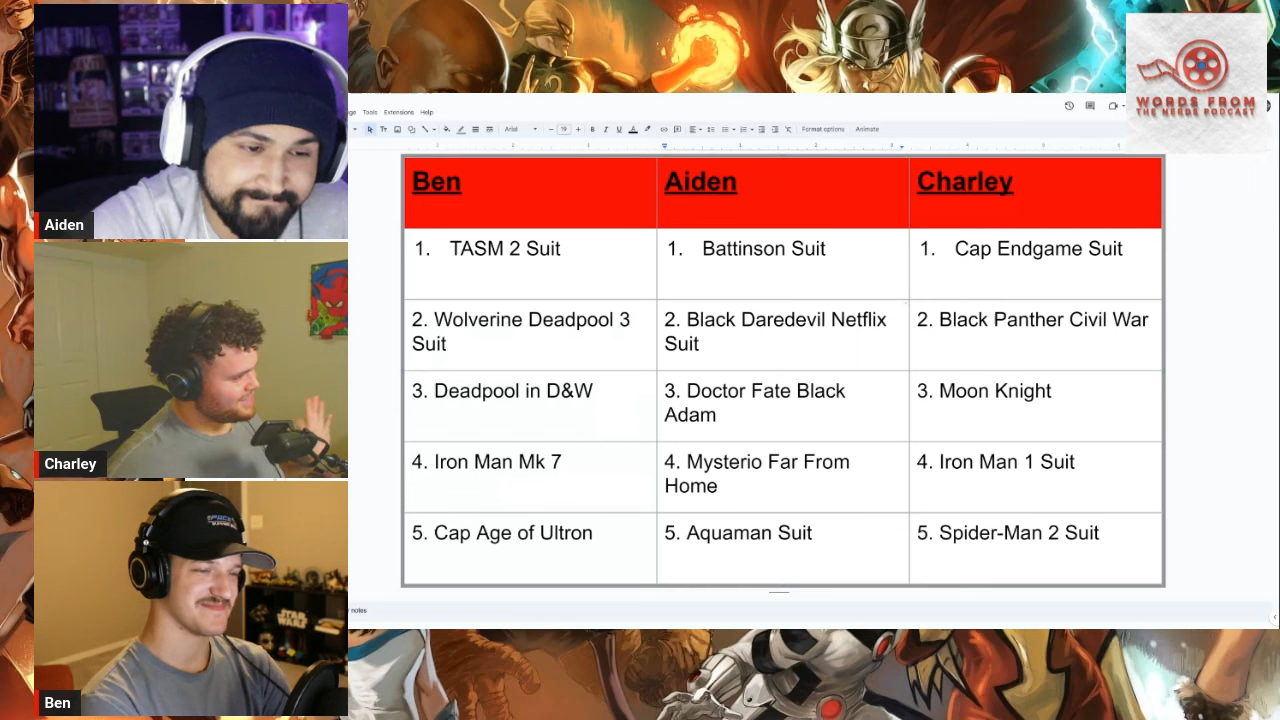 WORDS FROM
THE NERDS PODCAST
Tools Extensions Help
Arial
19
Format options
Animate
Ben
Aiden
Charley
1. TASM 2 Suit
1. Battinson Suit
1. Cap Endgame Suit
2. Wolverine Deadpool 3
Suit
2. Black Daredevil Netflix
Suit
2. Black Panther Civil War
3. Deadpool in D&W
3. Doctor Fate Black
Adam
3. Moon Knight
4. Iron Man Mk 7
4. Mysterio Far From
Home
4. Iron Man 1 Suit
5. Cap Age of Ultron
5. Aquaman Suit
5. Spider-Man 2 Suit
notes
Aiden
Charley
STAR
WARS
Ben